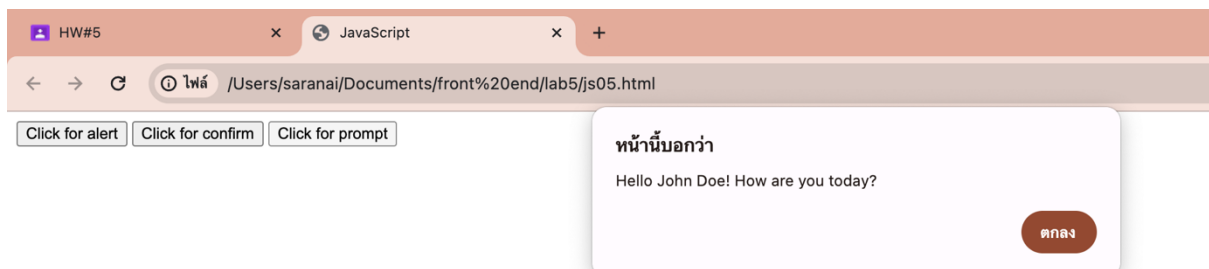 HW#5 × JavaScript × +
ไฟล์ /Users/saranai/Documents/front%20end/lab5/js05.html
Click for alert Click for confirm Click for prompt
หน้านี้บอกว่า
Hello John Doe! How are you today?
ตกลง